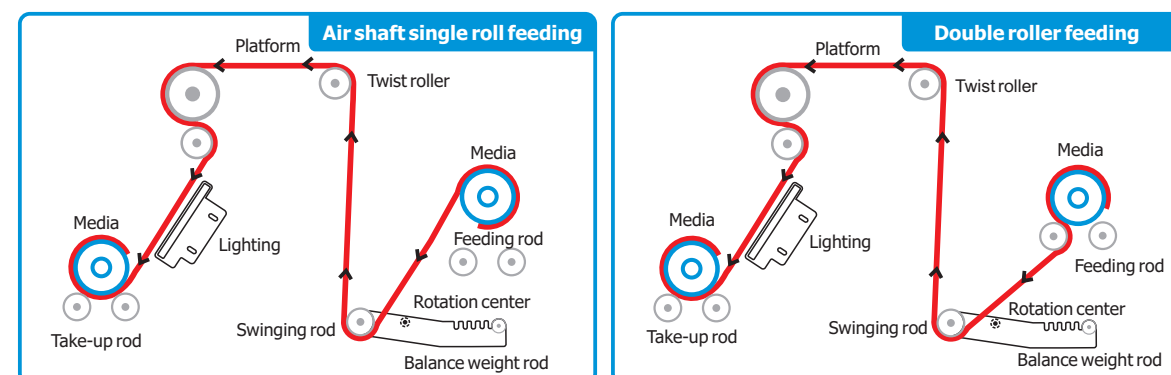 Air shaft single roll feeding
Platform
Twist roller
Media
Media
Lighting
Feeding rod
Rotation center
Swinging rod
Take-up rod
Balance weight rod
Double roller feeding
Platform
Twist roller
Media
Media
Lighting
Feeding rod
Rotation center
Swinging rod
Take-up rod
Balance weight rod